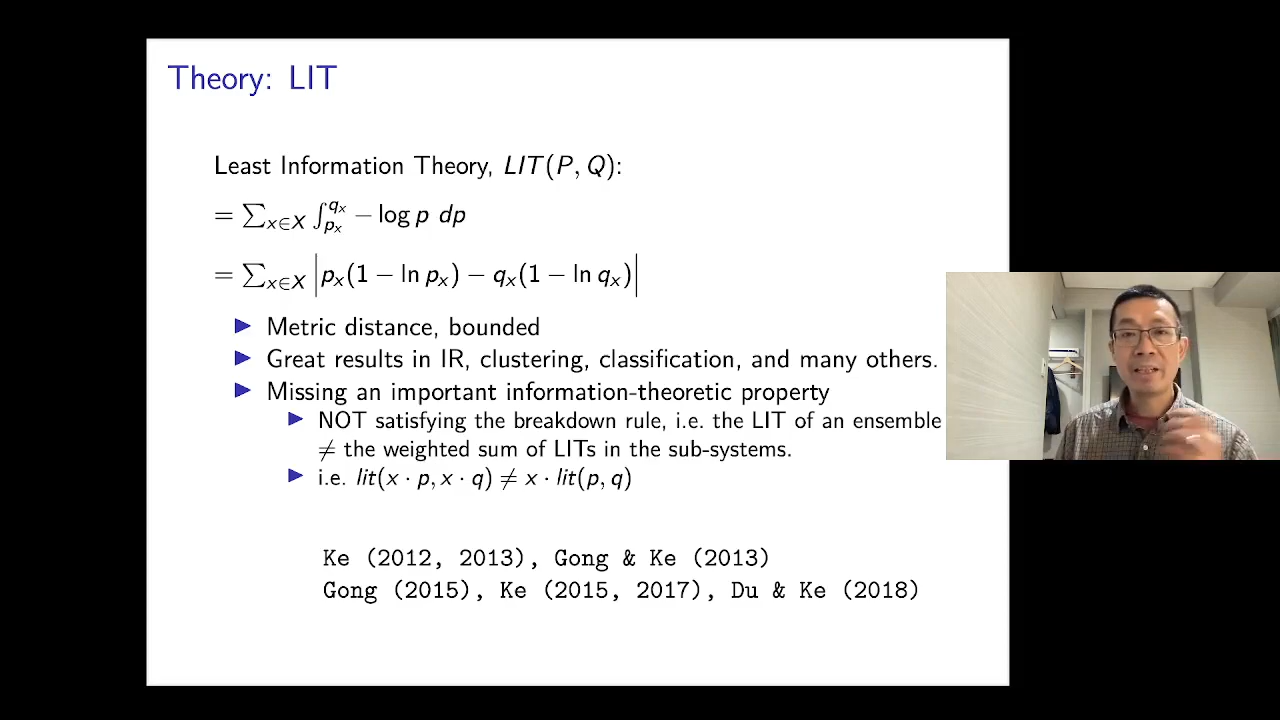 Theory: LIT
Least Information Theory, LIT(P, Q):
= ∑x∈X ∫px^qx − log p dp
= ∑x∈X |px(1 − ln px) − qx(1 − ln qx)|
▶ Metric distance, bounded
▶ Great results in IR, clustering, classification, and many others.
▶ Missing an important information-theoretic property
▶ NOT satisfying the breakdown rule, i.e. the LIT of an ensemble
≠ the weighted sum of LITs in the sub-systems.
▶ i.e. lit(x · p, x · q) ≠ x · lit(p, q)
Ke (2012, 2013), Gong & Ke (2013)
Gong (2015), Ke (2015, 2017), Du & Ke (2018)